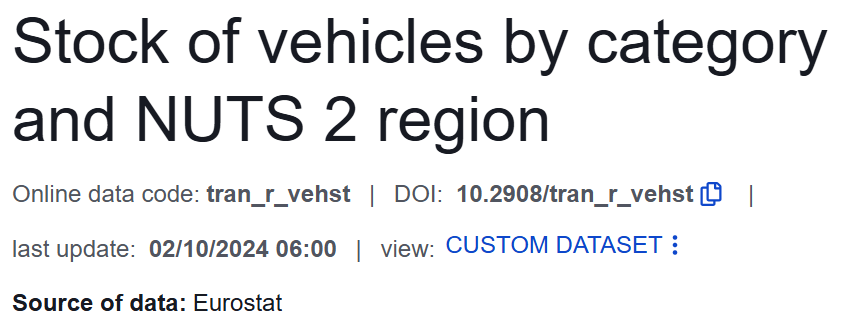 Stock of vehicles by category
and NUTS 2 region
Online data code: tran_r_vehst | DOI: 10.2908/tran_r_vehst |
last update: 02/10/2024 06:00 | view: CUSTOM DATASET
Source of data: Eurostat